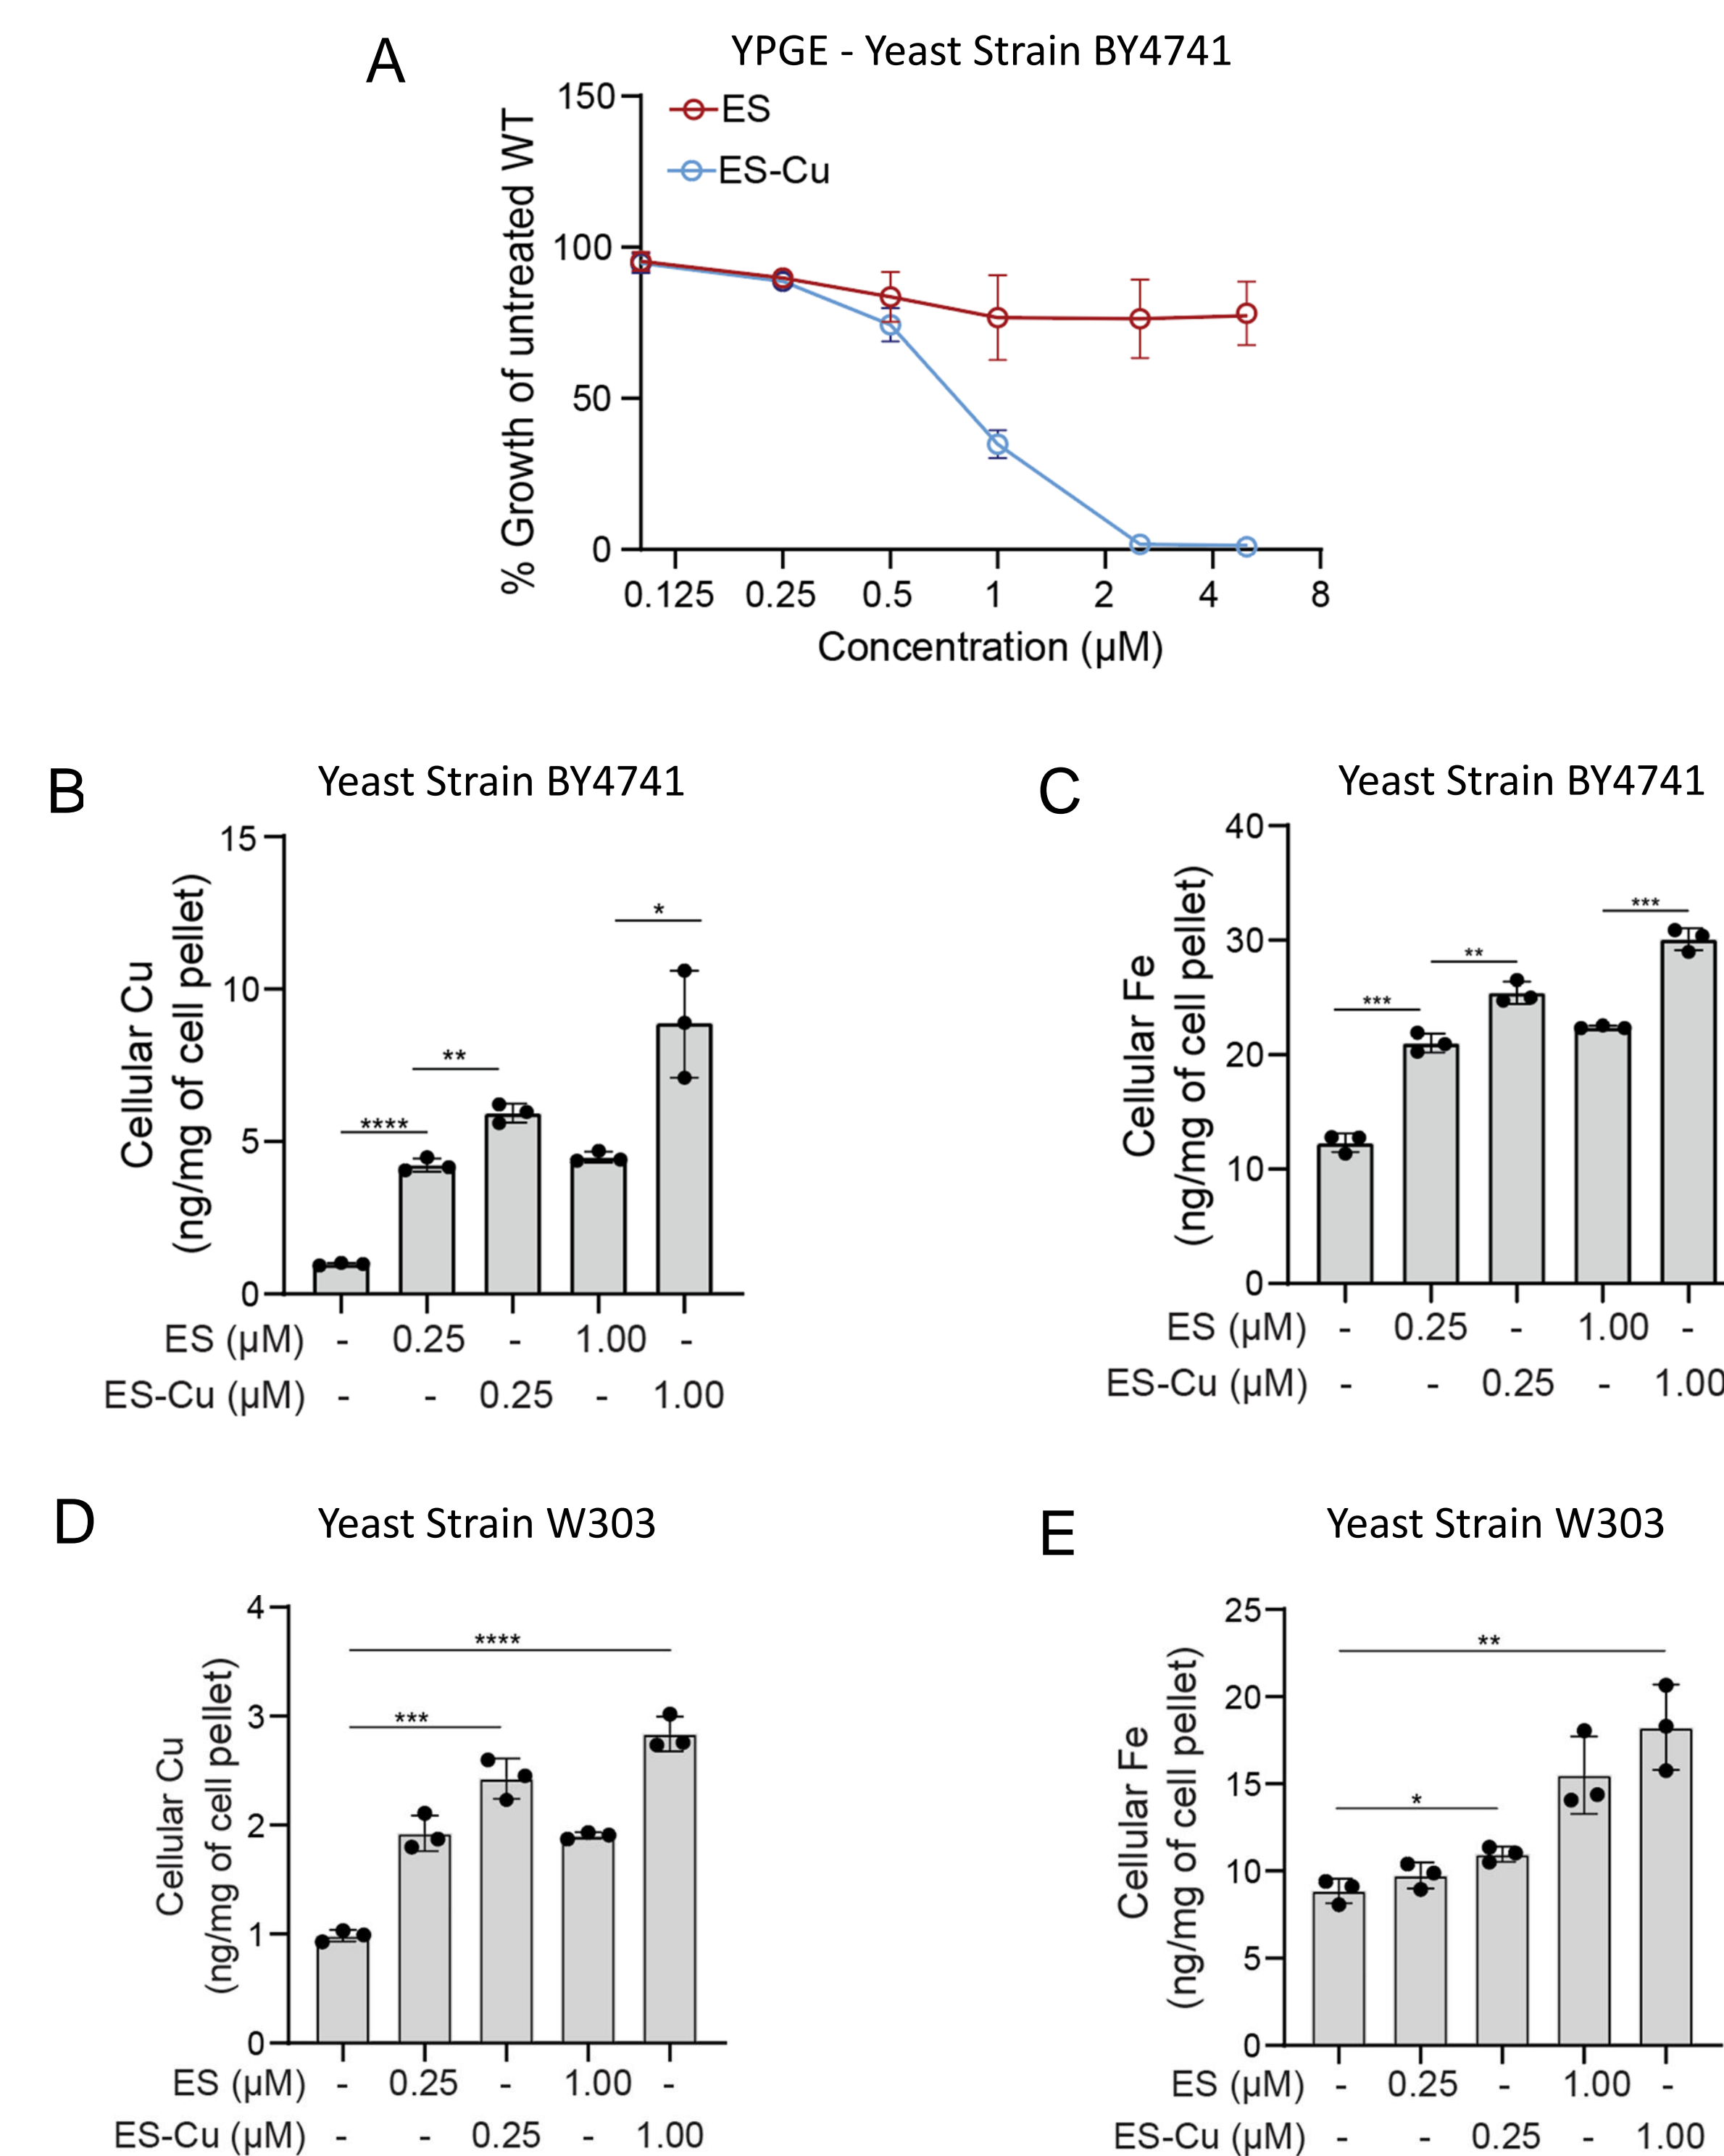 A
YPGE - Yeast Strain BY4741
% Growth of untreated WT
150
100
50
0
ES
ES-Cu
0.125 0.25 0.5 1 2 4 8
Concentration (µM)
B
Yeast Strain BY4741
Cellular Cu
(ng/mg of cell pellet)
15
10
5
0
****
**
*
ES (µM) - 0.25 - 1.00 -
ES-Cu (µM) - - 0.25 - 1.00
C
Yeast Strain BY4741
Cellular Fe
(ng/mg of cell pellet)
40
30
20
10
0
***
**
***
ES (µM) - 0.25 - 1.00 -
ES-Cu (µM) - - 0.25 - 1.00
D
Yeast Strain W303
Cellular Cu
(ng/mg of cell pellet)
4
3
2
1
0
****
***
ES (µM) - 0.25 - 1.00 -
ES-Cu (µM) - - 0.25 - 1.00
E
Yeast Strain W303
Cellular Fe
(ng/mg of cell pellet)
25
20
15
10
5
0
**
*
ES (µM) - 0.25 - 1.00 -
ES-Cu (µM) - - 0.25 - 1.00